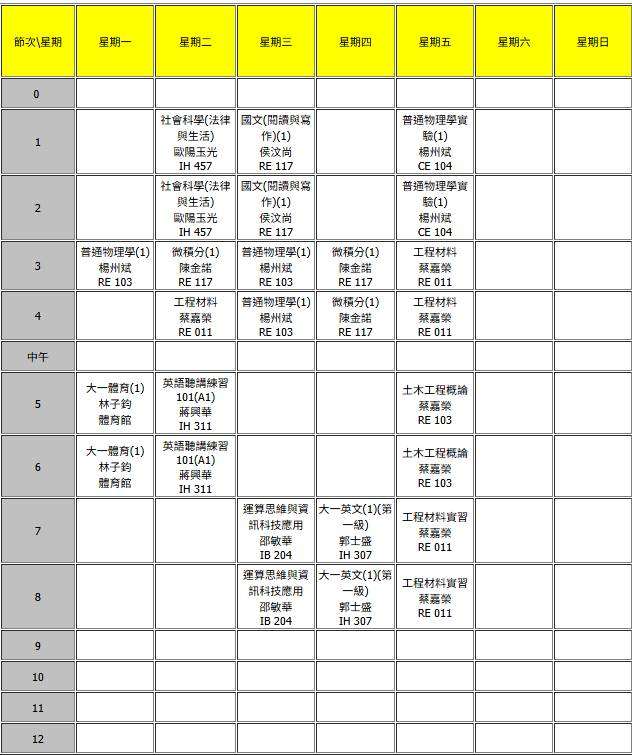 節次\星期 星期一 星期二 星期三 星期四 星期五 星期六 星期日
0
1
社會科學(法律
與生活)
歐陽玉光
IH 457
國文(閱讀與寫
作)(1)
侯汶尚
RE 117
普通物理學實
驗(1)
楊州斌
CE 104
2
社會科學(法律
與生活)
歐陽玉光
IH 457
國文(閱讀與寫
作)(1)
侯汶尚
RE 117
普通物理學實
驗(1)
楊州斌
CE 104
3
普通物理學(1)
楊州斌
RE 103
微積分(1)
陳金諾
RE 117
普通物理學(1)
楊州斌
RE 103
微積分(1)
陳金諾
RE 117
工程材料
蔡嘉榮
RE 011
4
工程材料
蔡嘉榮
RE 011
普通物理學(1)
楊州斌
RE 103
微積分(1)
陳金諾
RE 117
工程材料
蔡嘉榮
RE 011
中午
5
大一體育(1)
林子鈞
體育館
英語聽講練習
101(A1)
蔣興華
IH 311
土木工程概論
蔡嘉榮
RE 103
6
大一體育(1)
林子鈞
體育館
英語聽講練習
101(A1)
蔣興華
IH 311
土木工程概論
蔡嘉榮
RE 103
7
運算思維與資
訊科技應用
邵敏華
IB 204
大一英文(1)(第
一級)
郭士盛
IH 307
工程材料實習
蔡嘉榮
RE 011
8
運算思維與資
訊科技應用
邵敏華
IB 204
大一英文(1)(第
一級)
郭士盛
IH 307
工程材料實習
蔡嘉榮
RE 011
9
10
11
12